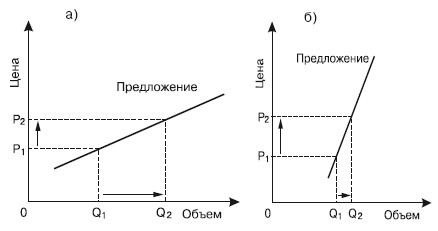 а)
Цена
Предложение
P2
P1
0
Q1
Q2
Объем
б)
Цена
Предложение
P2
P1
0
Q1
Q2
Объем